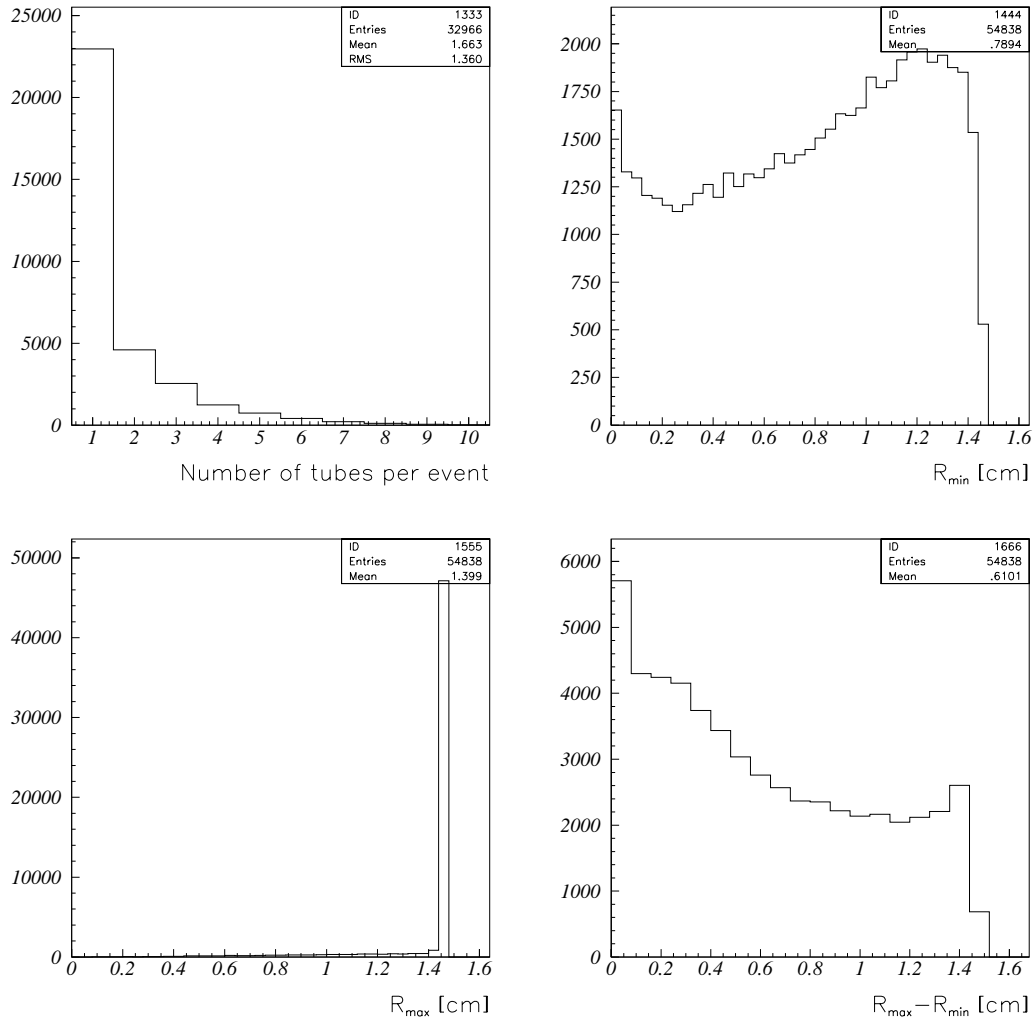 ID 1333
Entries 32966
Mean 1.663
RMS 1.360
25000
20000
15000
10000
5000
0
1 2 3 4 5 6 7 8 9 10
Number of tubes per event
ID 1444
Entries 54838
Mean .7894
2000
1750
1500
1250
1000
750
500
250
0
0 0.2 0.4 0.6 0.8 1 1.2 1.4 1.6
Rmin [cm]
ID 1555
Entries 54838
Mean 1.399
50000
40000
30000
20000
10000
0
0 0.2 0.4 0.6 0.8 1 1.2 1.4 1.6
Rmax [cm]
ID 1666
Entries 54838
Mean .6101
6000
5000
4000
3000
2000
1000
0
0 0.2 0.4 0.6 0.8 1 1.2 1.4 1.6
Rmax−Rmin [cm]